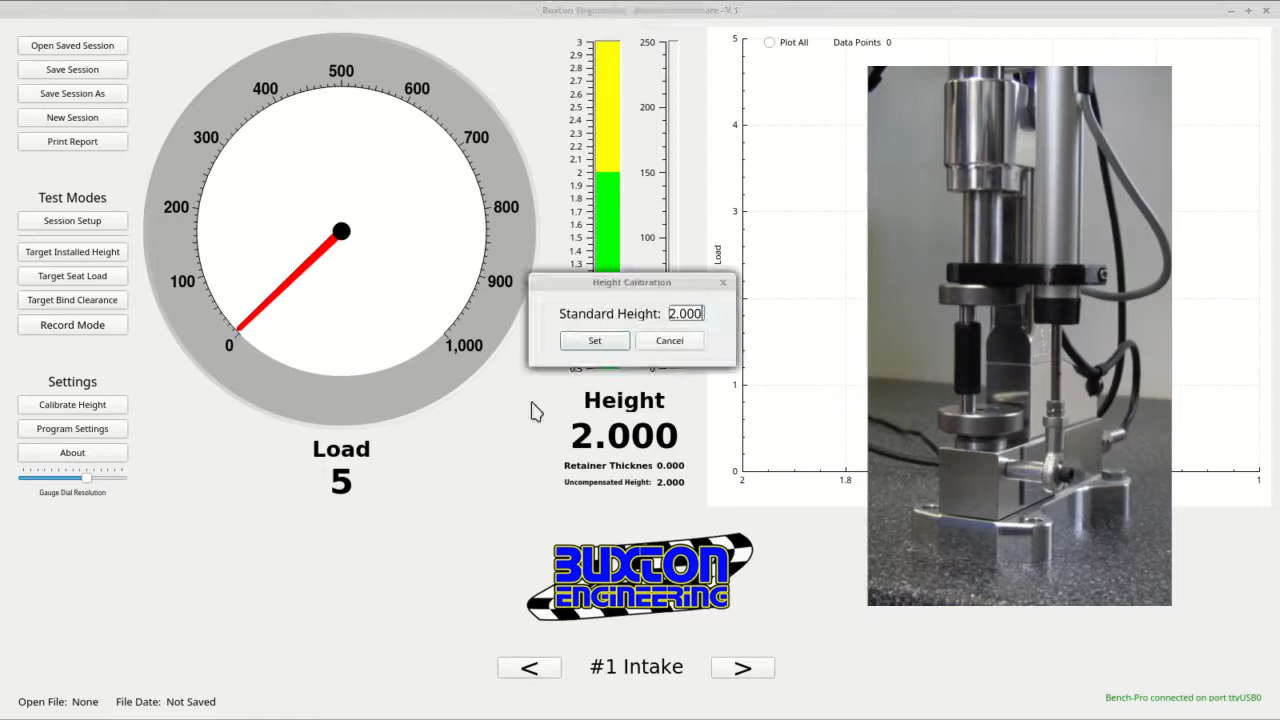 Buxton Engineering
Open Saved Session
Save Session
Save Session As
New Session
Print Report
Test Modes
Session Setup
Target Installed Height
Target Seat Load
Target Bind Clearance
Record Mode
Settings
Calibrate Height
Program Settings
About
Gauge Dial Resolution
0
100
200
300
400
500
600
700
800
900
1,000
Load
5
3
2.9
2.8
2.7
2.6
2.5
2.4
2.3
2.2
2.1
2
1.9
1.8
1.7
1.6
1.5
1.4
1.3
0.5
250
200
150
100
0
Height Calibration
x
Standard Height: 2.000
Set
Cancel
Height
2.000
Retainer Thicknes 0.000
Uncompensated Height: 2.000
Plot All
Data Points 0
Load
5
4
3
1
0
2
1.8
1
BUXTON
ENGINEERING
<
#1 Intake
>
Open File: None
File Date: Not Saved
Bench-Pro connected on port ttyUSB0